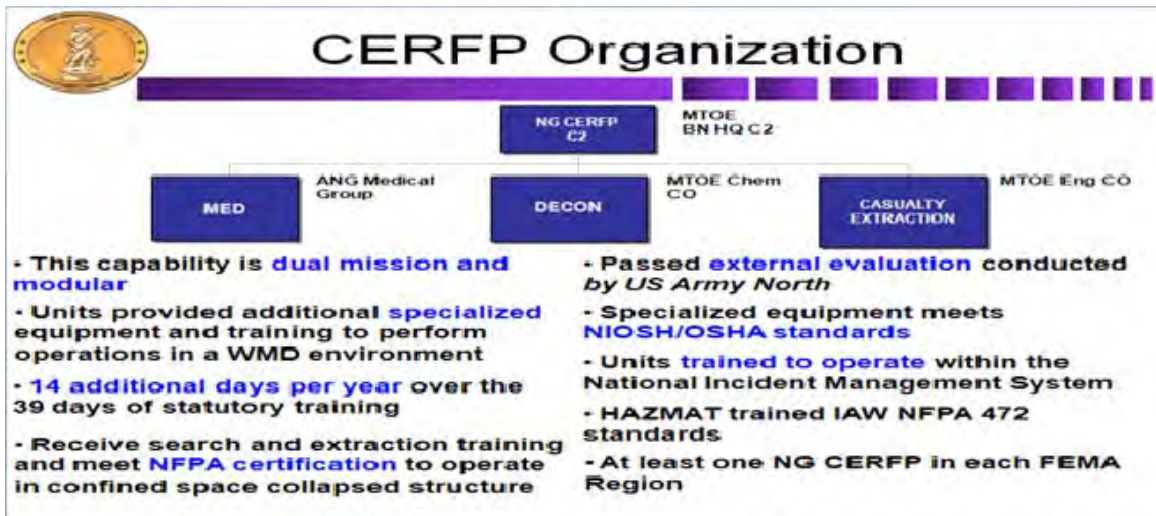 CERFP Organization
NG CERFP
C2
MTOE
BN HQ C2
MED
ANG Medical
Group
DECON
MTOE Chem
CO
CASUALTY
EXTRACTION
MTOE Eng CO
- This capability is dual mission and
modular
- Units provided additional specialized
equipment and training to perform
operations in a WMD environment
- 14 additional days per year over the
39 days of statutory training
- Receive search and extraction training
and meet NFPA certification to operate
in confined space collapsed structure
- Passed external evaluation conducted
by US Army North
- Specialized equipment meets
NIOSH/OSHA standards
- Units trained to operate within the
National Incident Management System
- HAZMAT trained IAW NFPA 472
standards
- At least one NG CERFP in each FEMA
Region